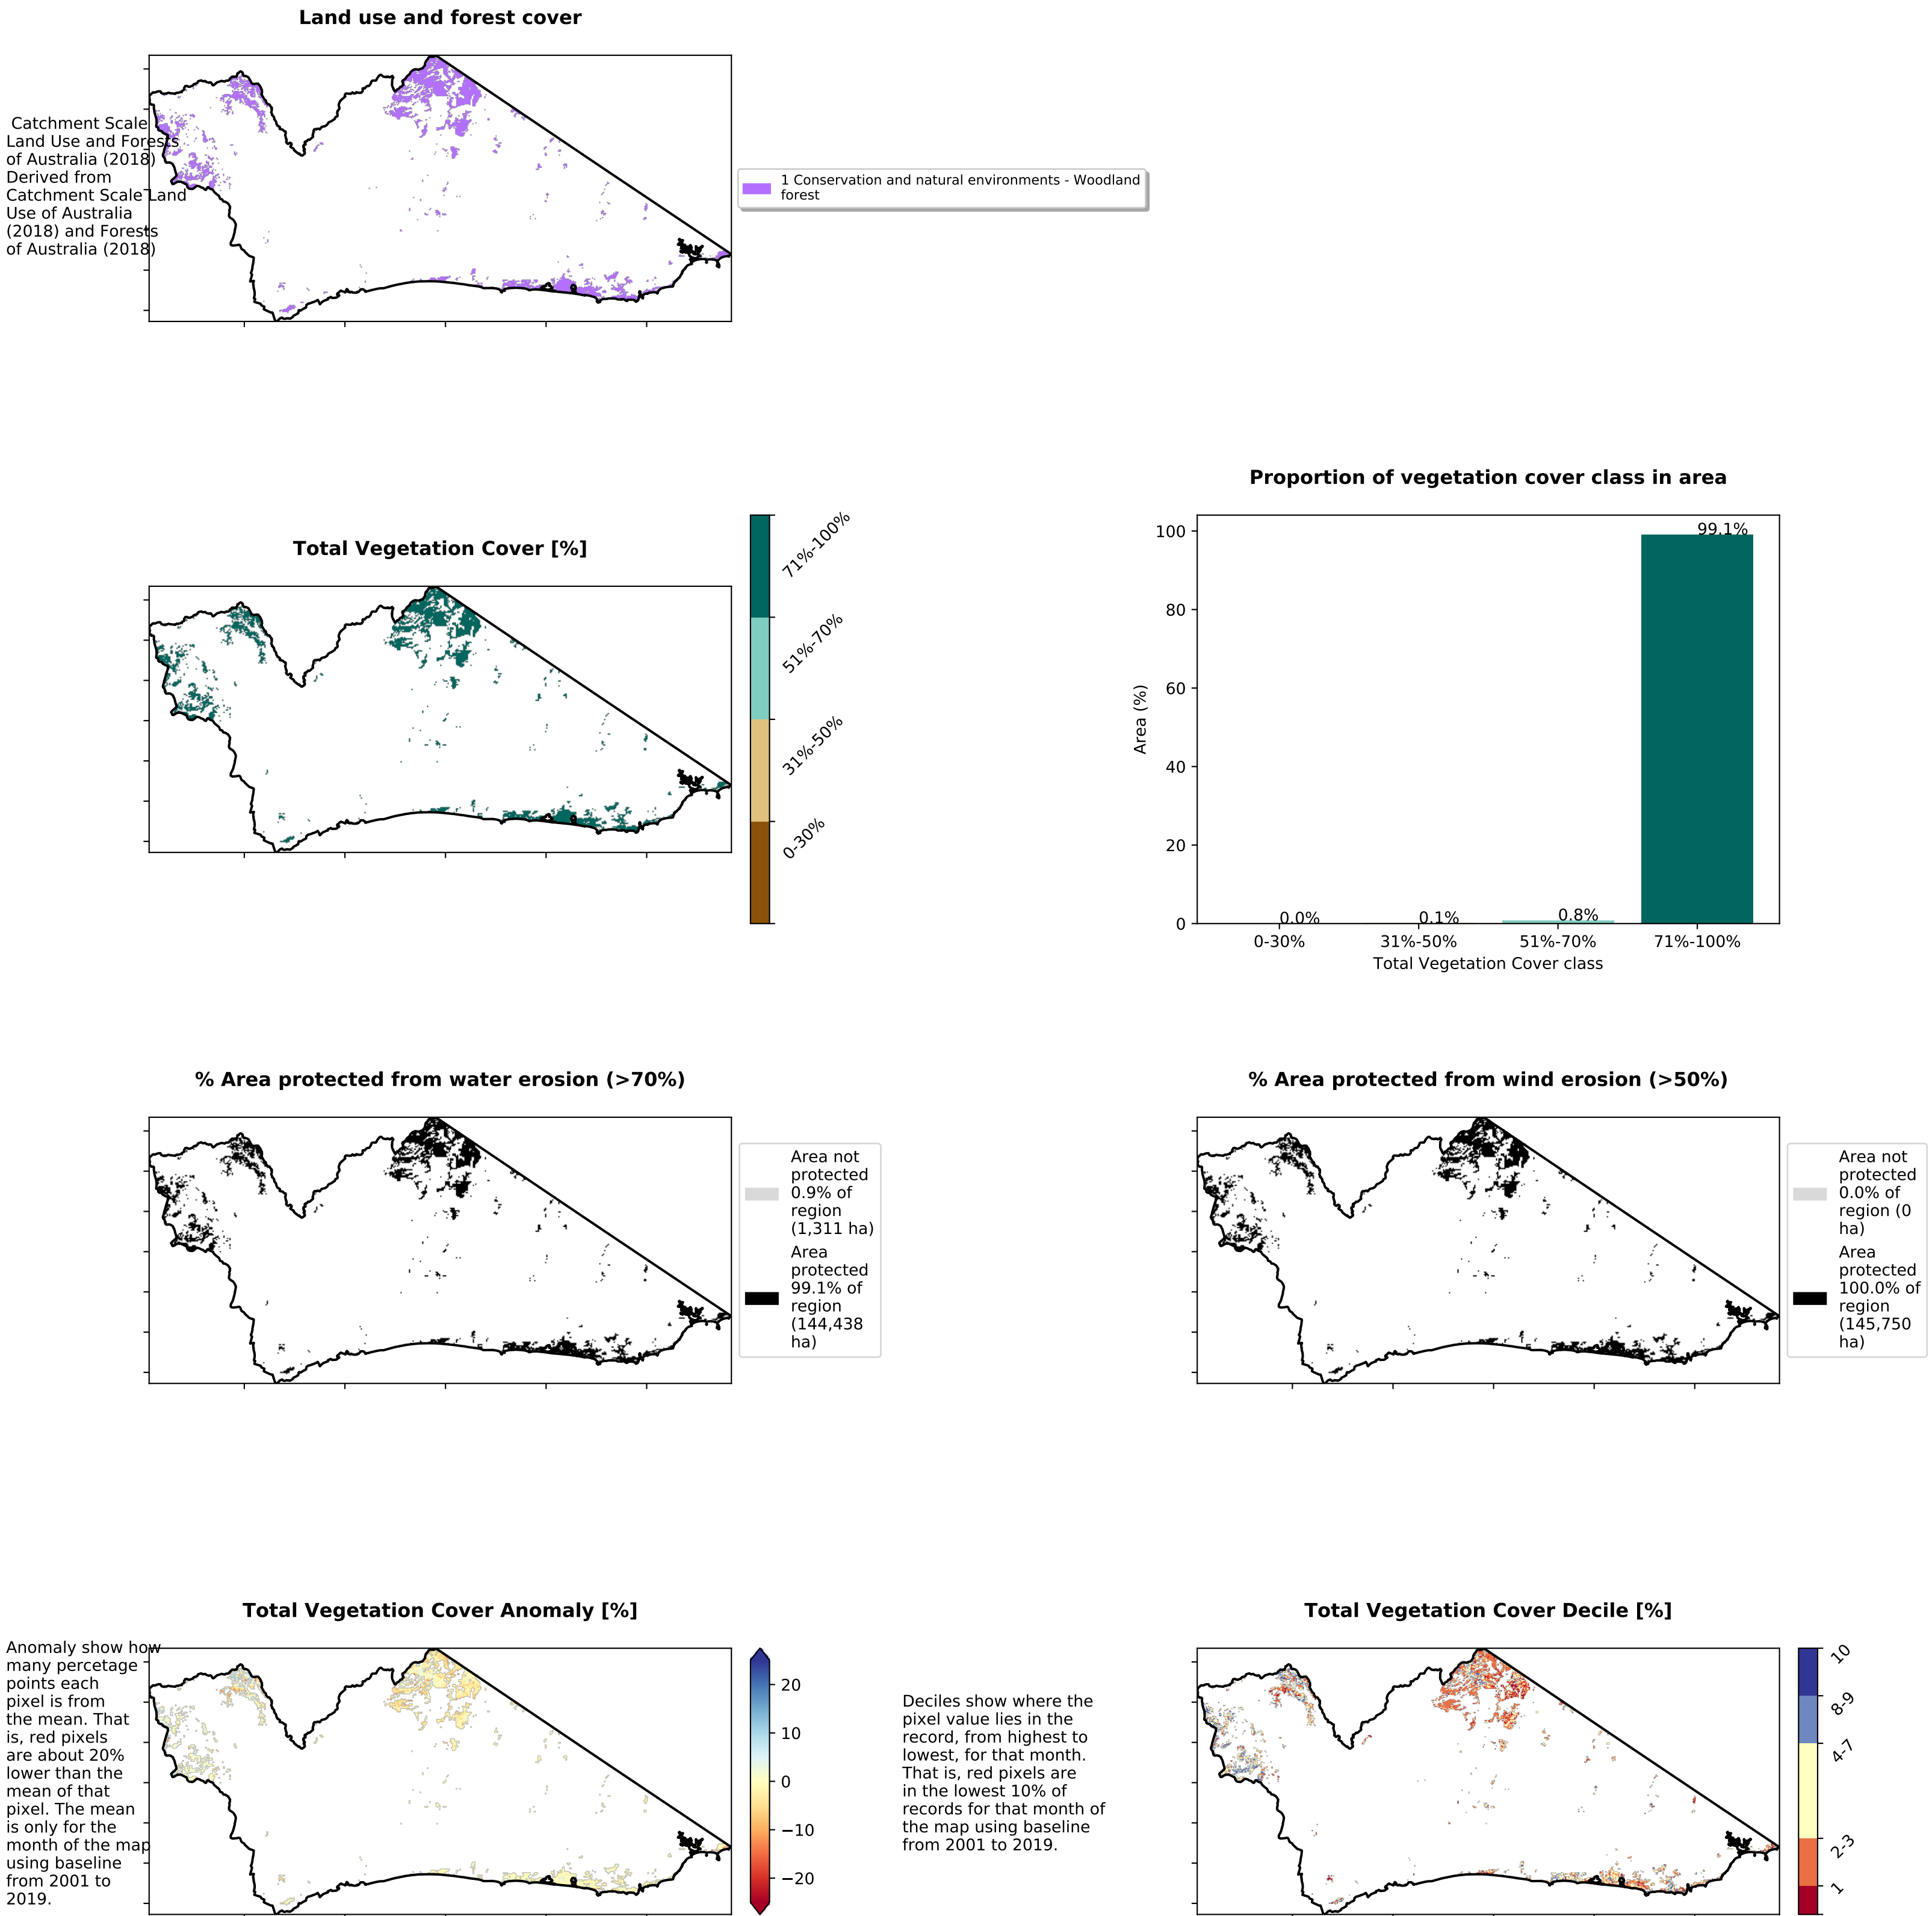 Land use and forest cover
Catchment Scale
Land Use and Forests
of Australia (2018)
Derived from
Catchment Scale Land
Use of Australia
(2018) and Forests
of Australia (2018)
1 Conservation and natural environments - Woodland
forest
Total Vegetation Cover [%]
71%-100%
51%-70%
31%-50%
0-30%
Proportion of vegetation cover class in area
Area (%)
100
80
60
40
20
0
0.0%
0.1%
0.8%
99.1%
0-30%
31%-50%
51%-70%
71%-100%
Total Vegetation Cover class
% Area protected from water erosion (>70%)
Area not
protected
0.9% of
region
(1,311 ha)
Area
protected
99.1% of
region
(144,438
ha)
% Area protected from wind erosion (>50%)
Area not
protected
0.0% of
region (0
ha)
Area
protected
100.0% of
region
(145,750
ha)
Total Vegetation Cover Anomaly [%]
Anomaly show how
many percetage
points each
pixel is from
the mean. That
is, red pixels
are about 20%
lower than the
mean of that
pixel. The mean
is only for the
month of the map
using baseline
from 2001 to
2019.
20
10
0
−10
−20
Total Vegetation Cover Decile [%]
Deciles show where the
pixel value lies in the
record, from highest to
lowest, for that month.
That is, red pixels are
in the lowest 10% of
records for that month of
the map using baseline
from 2001 to 2019.
10
8-9
4-7
2-3
1